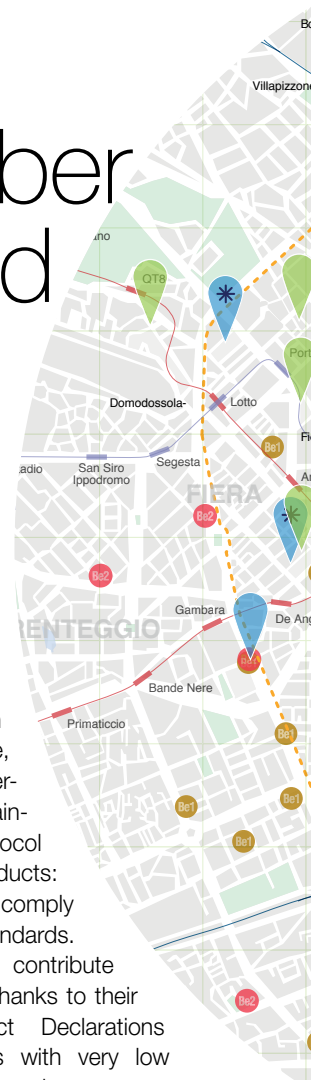 Bo
Villapizzone
ber
d
no
QT8
Port
Domodossola-
Lotto
Fi
Be1
adio
San Siro
Ippodromo
Segesta
FIERA
Be2
Be2
Gambara
De Ang
RENTEGGIO
Be1
Bande Nere
Primaticcio
Be1
Be1
Be1
Be1
e,
er-
ain-
ocol
ducts:
comply
ndards.
contribute
hanks to their
ct Declarations
s with very low
Be2